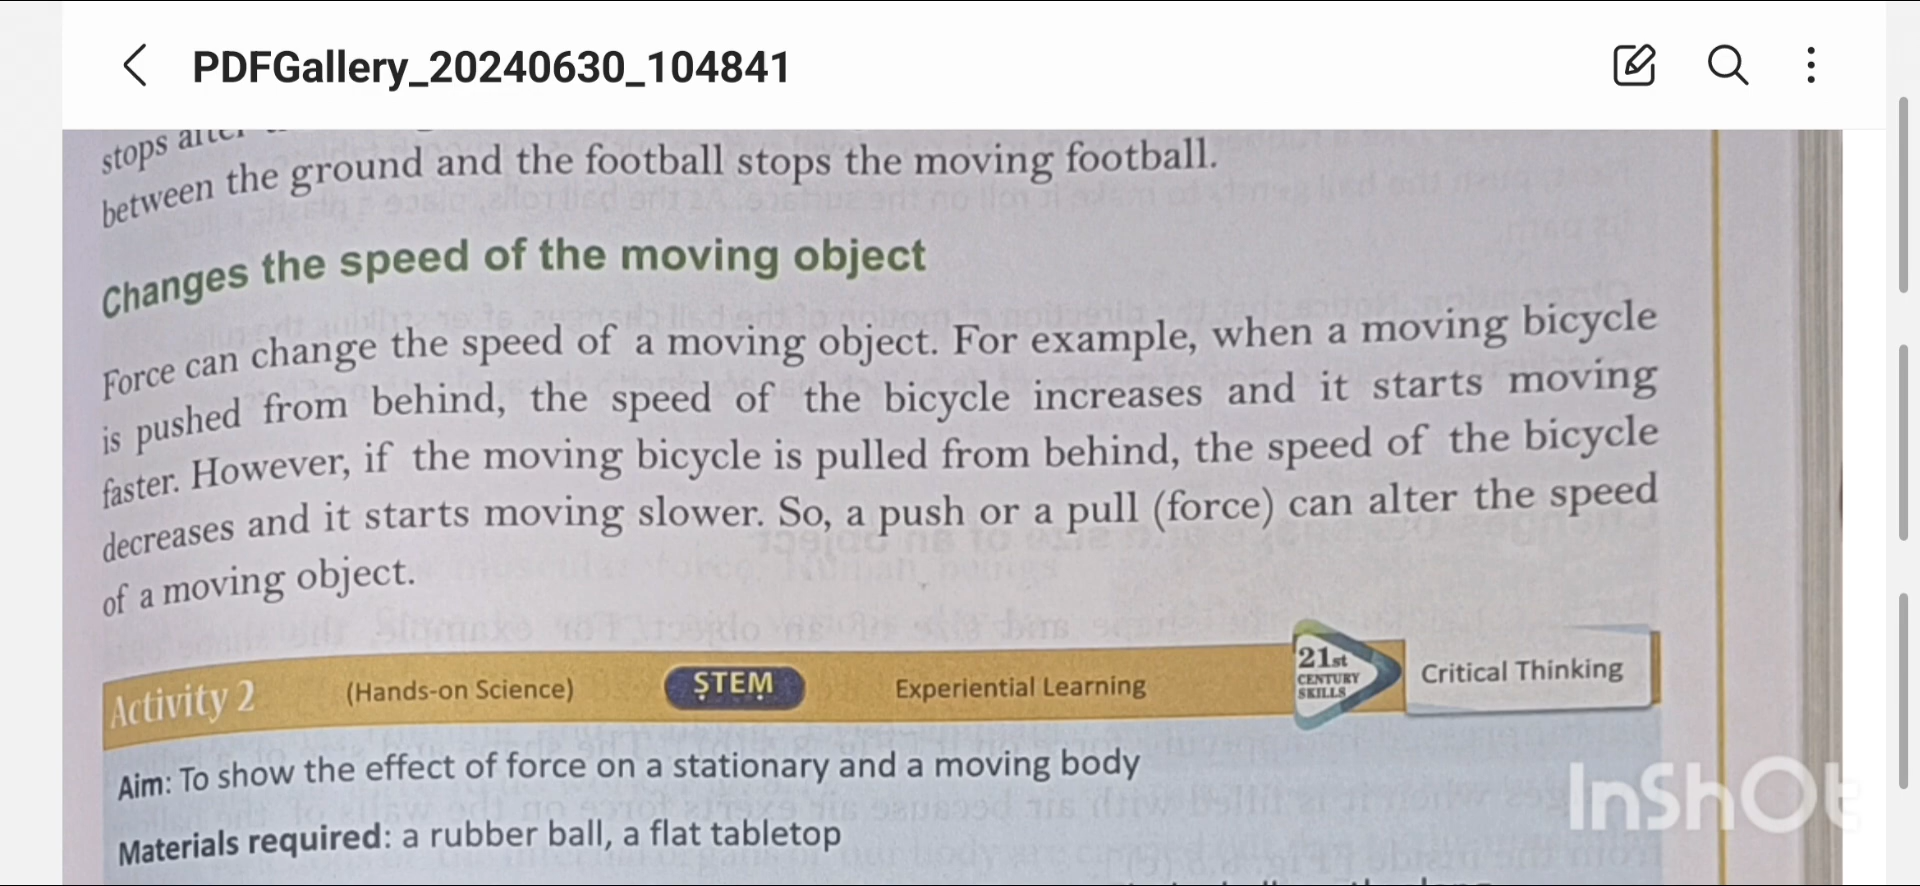 PDFGallery_20240630_104841
stops after
between the ground and the football stops the moving football.
Changes the speed of the moving object
Force can change the speed of a moving object. For example, when a moving bicycle
is pushed from behind, the speed of the bicycle increases and it starts moving
faster. However, if the moving bicycle is pulled from behind, the speed of the bicycle
decreases and it starts moving slower. So, a push or a pull (force) can alter the speed
of a moving object.
Activity 2 (Hands-on Science) STEM Experiential Learning 21st CENTURY SKILLS Critical Thinking
Aim: To show the effect of force on a stationary and a moving body
Materials required: a rubber ball, a flat tabletop
InShOt